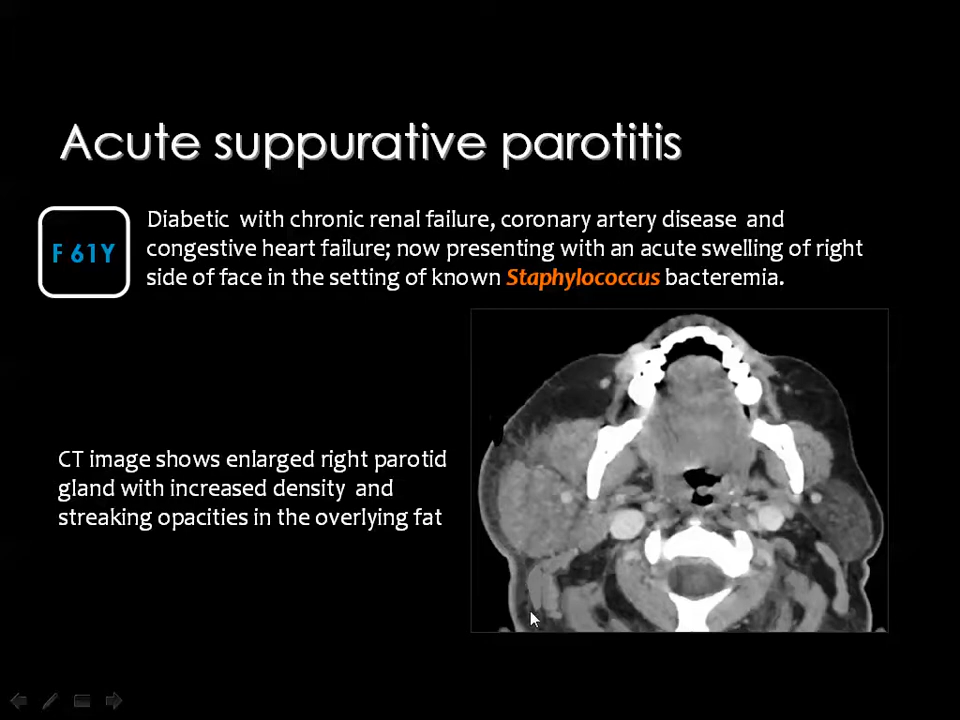 Acute suppurative parotitis
F 61Y
Diabetic with chronic renal failure, coronary artery disease and
congestive heart failure; now presenting with an acute swelling of right
side of face in the setting of known Staphylococcus bacteremia.
CT image shows enlarged right parotid
gland with increased density and
streaking opacities in the overlying fat